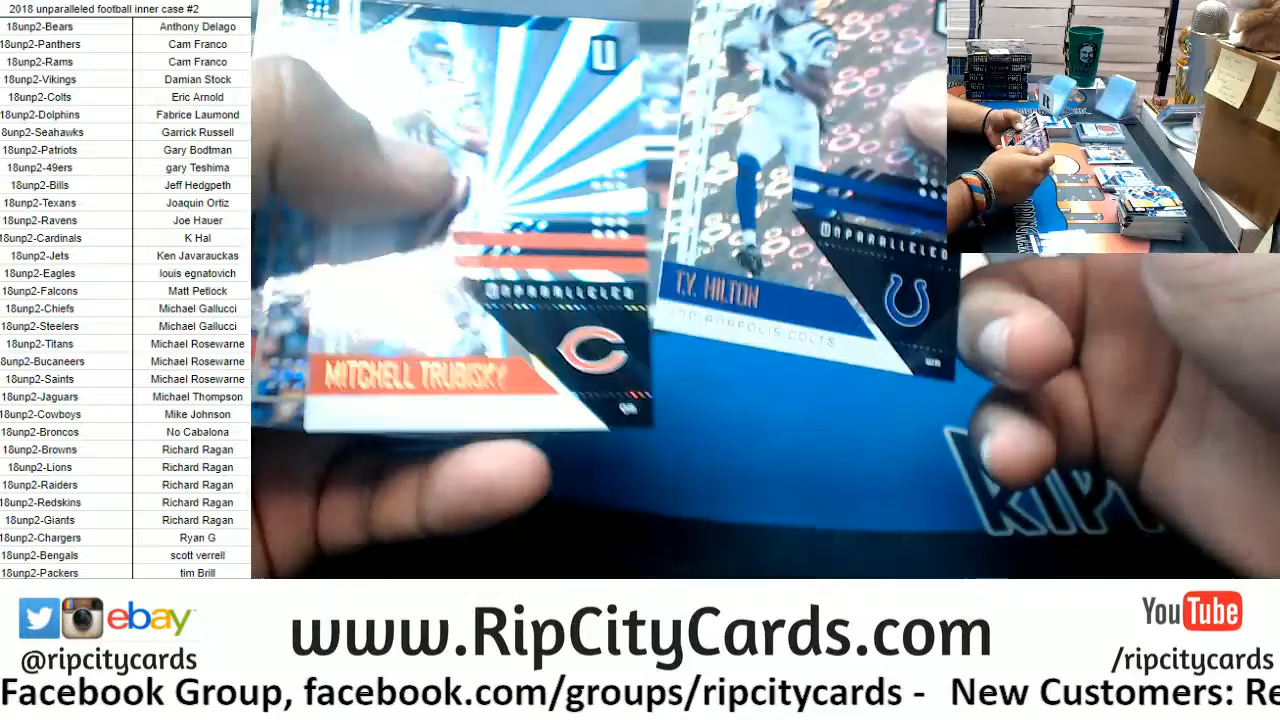 2018 unparalleled football inner case #2
18unp2-Bears Anthony Delago
18unp2-Panthers Cam Franco
18unp2-Rams Cam Franco
18unp2-Vikings Damian Stock
18unp2-Colts Eric Arnold
18unp2-Dolphins Fabrice Laumond
8unp2-Seahawks Garrick Russell
18unp2-Patriots Gary Bodtman
18unp2-49ers gary Teshima
18unp2-Bills Jeff Hedgpeth
18unp2-Texans Joaquin Ortiz
18unp2-Ravens Joe Hauer
18unp2-Cardinals K Hal
18unp2-Jets Ken Javarauckas
18unp2-Eagles louis egnatovich
18unp2-Falcons Matt Petlock
18unp2-Chiefs Michael Gallucci
18unp2-Steelers Michael Gallucci
18unp2-Titans Michael Rosewarne
8unp2-Bucaneers Michael Rosewarne
18unp2-Saints Michael Rosewarne
18unp2-Jaguars Michael Thompson
18unp2-Cowboys Mike Johnson
18unp2-Broncos No Cabalona
18unp2-Browns Richard Ragan
18unp2-Lions Richard Ragan
18unp2-Raiders Richard Ragan
18unp2-Redskins Richard Ragan
18unp2-Giants Richard Ragan
18unp2-Chargers Ryan G
18unp2-Bengals scott verrell
18unp2-Packers tim Brill
U
UNPARALLELED
MITCHELL TRUBISKY
QB
UNPARALLELED
T.Y. HILTON
INDIANAPOLIS COLTS
WR
RIP
ebay
@ripcitycards
www.RipCityCards.com
YouTube
/ripcitycards
Facebook Group, facebook.com/groups/ripcitycards - New Customers: Re